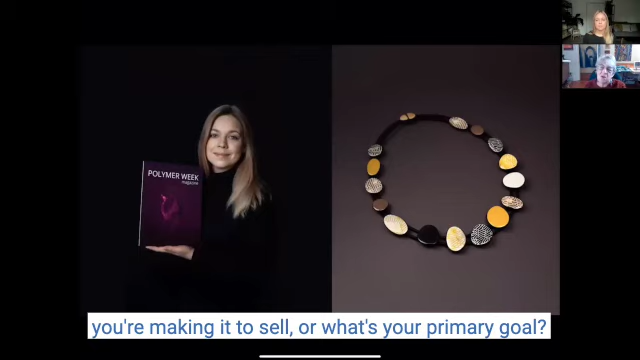 POLYMER WEEK
magazine
you're making it to sell, or what's your primary goal?